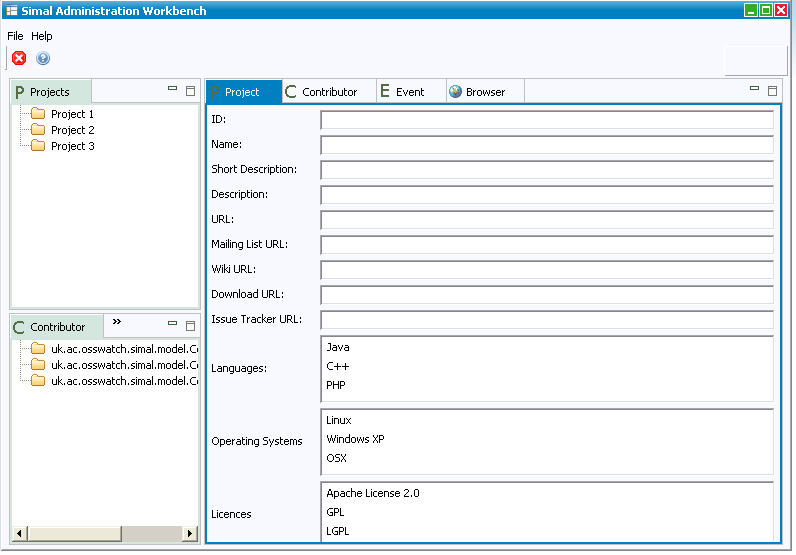 Simal Administration Workbench
File Help
P Projects
Project 1
Project 2
Project 3
C Contributor »
uk.ac.osswatch.simal.model.C
uk.ac.osswatch.simal.model.C
uk.ac.osswatch.simal.model.C
P Project C Contributor E Event Browser
ID:
Name:
Short Description:
Description:
URL:
Mailing List URL:
Wiki URL:
Download URL:
Issue Tracker URL:
Languages:
Java
C++
PHP
Operating Systems
Linux
Windows XP
OSX
Licences
Apache License 2.0
GPL
LGPL